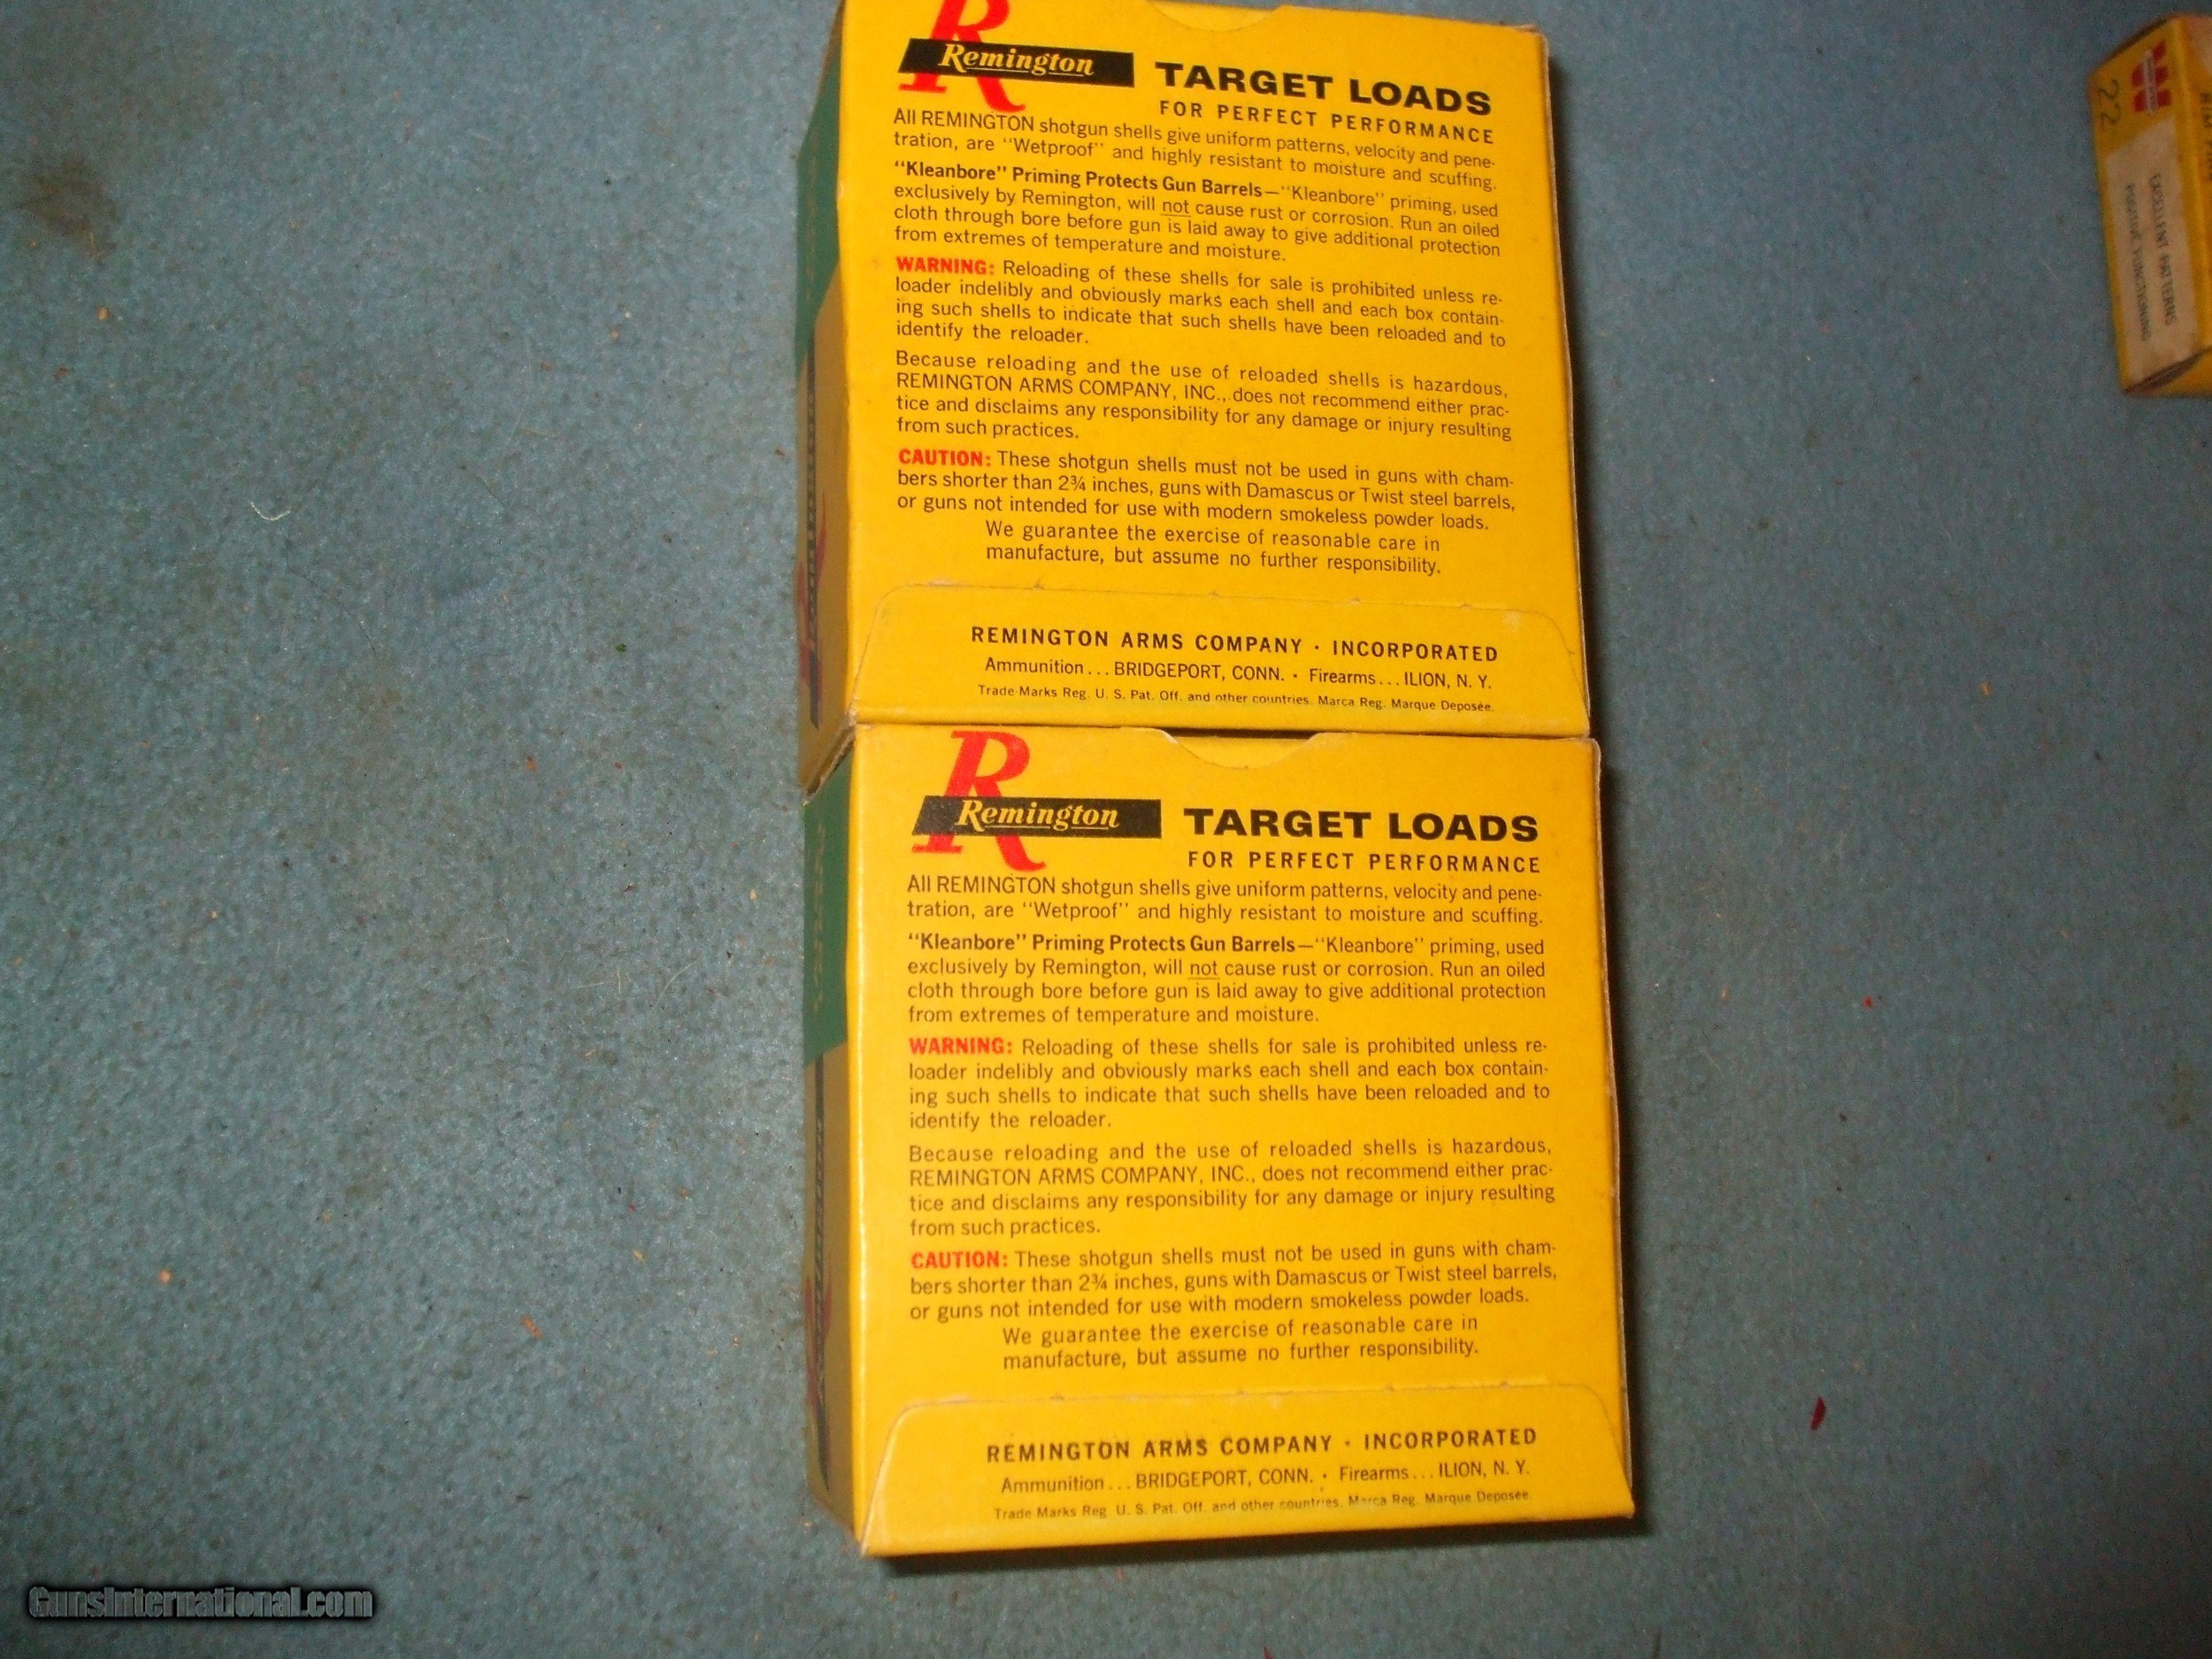 Remington
TARGET LOADS
FOR PERFECT PERFORMANCE
All REMINGTON shotgun shells give uniform patterns, velocity and pene-
tration, are "Wetproof" and highly resistant to moisture and scuffing.
"Kleanbore" Priming Protects Gun Barrels—"Kleanbore" priming, used
exclusively by Remington, will not cause rust or corrosion. Run an oiled
cloth through bore before gun is laid away to give additional protection
from extremes of temperature and moisture.
WARNING: Reloading of these shells for sale is prohibited unless re-
loader indelibly and obviously marks each shell and each box contain-
ing such shells to indicate that such shells have been reloaded and to
identify the reloader.
Because reloading and the use of reloaded shells is hazardous,
REMINGTON ARMS COMPANY, INC., does not recommend either prac-
tice and disclaims any responsibility for any damage or injury resulting
from such practices.
CAUTION: These shotgun shells must not be used in guns with cham-
bers shorter than 2¾ inches, guns with Damascus or Twist steel barrels,
or guns not intended for use with modern smokeless powder loads.
We guarantee the exercise of reasonable care in
manufacture, but assume no further responsibility.
REMINGTON ARMS COMPANY · INCORPORATED
Ammunition... BRIDGEPORT, CONN. · Firearms... ILION, N. Y.
Trade Marks Reg. U. S. Pat. Off. and other countries. Marca Reg. Marque Deposée.
R
Remington
TARGET LOADS
FOR PERFECT PERFORMANCE
All REMINGTON shotgun shells give uniform patterns, velocity and pene-
tration, are "Wetproof" and highly resistant to moisture and scuffing.
"Kleanbore" Priming Protects Gun Barrels—"Kleanbore" priming, used
exclusively by Remington, will not cause rust or corrosion. Run an oiled
cloth through bore before gun is laid away to give additional protection
from extremes of temperature and moisture.
WARNING: Reloading of these shells for sale is prohibited unless re-
loader indelibly and obviously marks each shell and each box contain-
ing such shells to indicate that such shells have been reloaded and to
identify the reloader.
Because reloading and the use of reloaded shells is hazardous,
REMINGTON ARMS COMPANY, INC., does not recommend either prac-
tice and disclaims any responsibility for any damage or injury resulting
from such practices.
CAUTION: These shotgun shells must not be used in guns with cham-
bers shorter than 2¾ inches, guns with Damascus or Twist steel barrels,
or guns not intended for use with modern smokeless powder loads.
We guarantee the exercise of reasonable care in
manufacture, but assume no further responsibility.
REMINGTON ARMS COMPANY · INCORPORATED
Ammunition... BRIDGEPORT, CONN. · Firearms... ILION, N. Y.
Trade Marks Reg. U. S. Pat. Off. and other countries. Marca Reg. Marque Deposée.
22
EXCELLENT PATTERNS
POSITIVE FUNCTIONING
GunsInternational.com